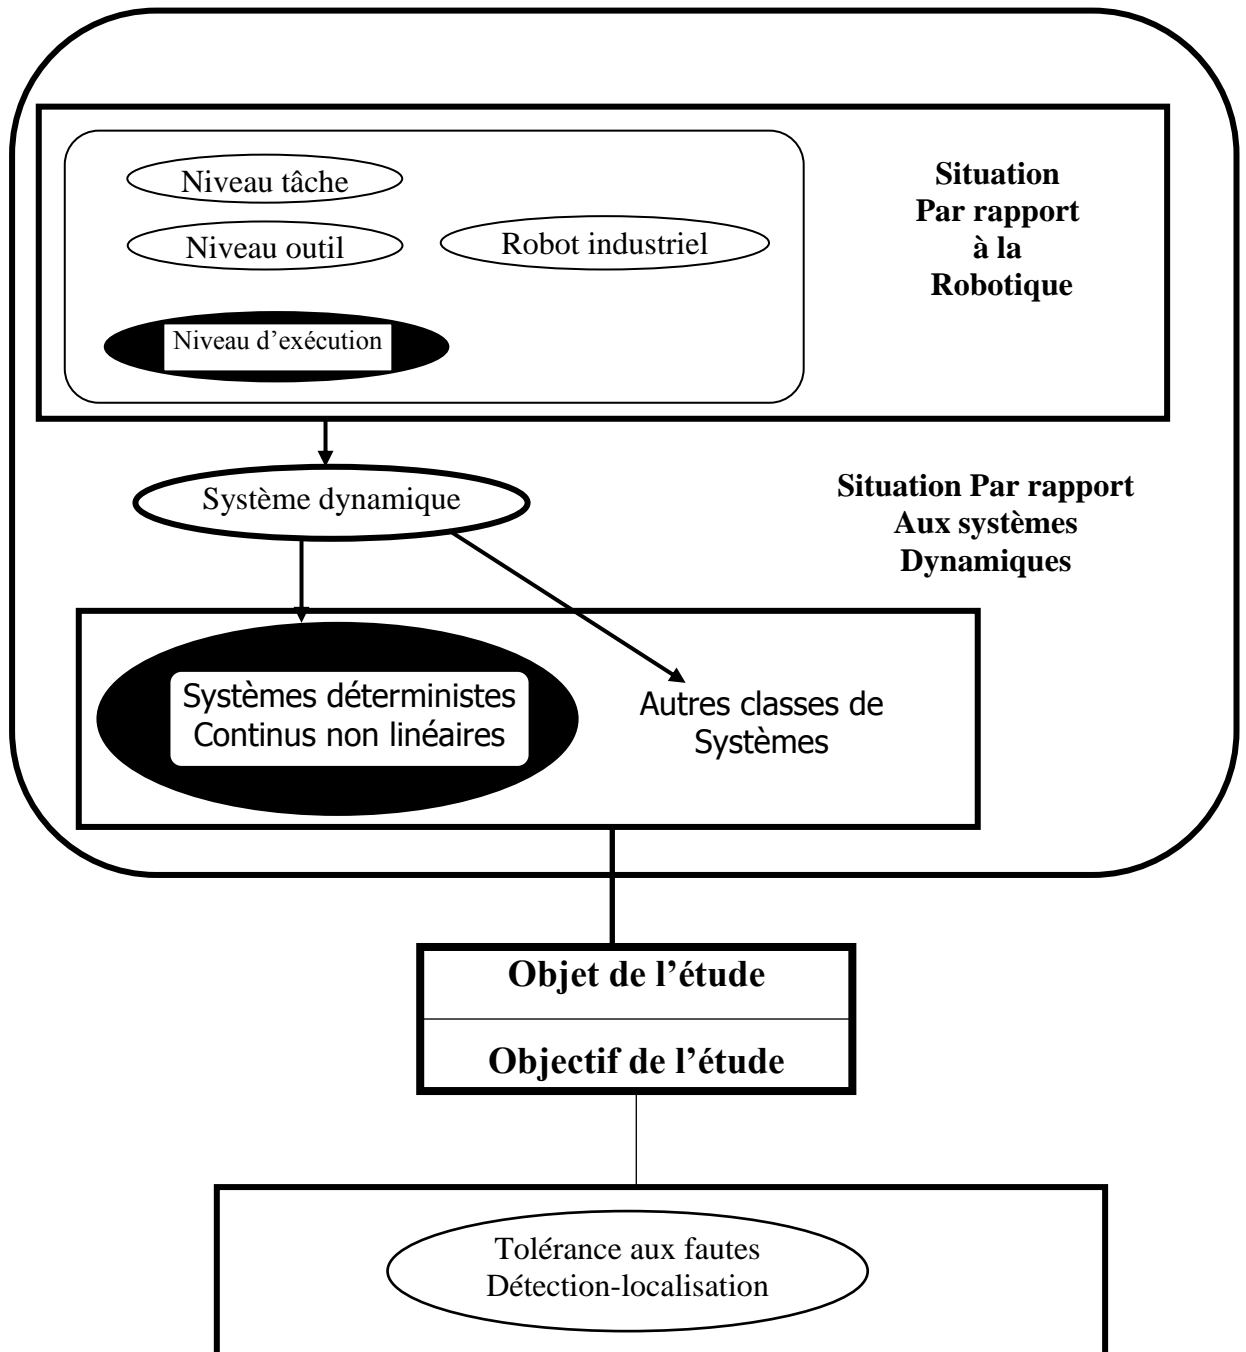 Niveau tâche
Niveau outil
Robot industriel
Niveau d’exécution
Situation
Par rapport
à la
Robotique
Système dynamique
Situation Par rapport
Aux systèmes
Dynamiques
Systèmes déterministes
Continus non linéaires
Autres classes de
Systèmes
Objet de l’étude
Objectif de l’étude
Tolérance aux fautes
Détection-localisation